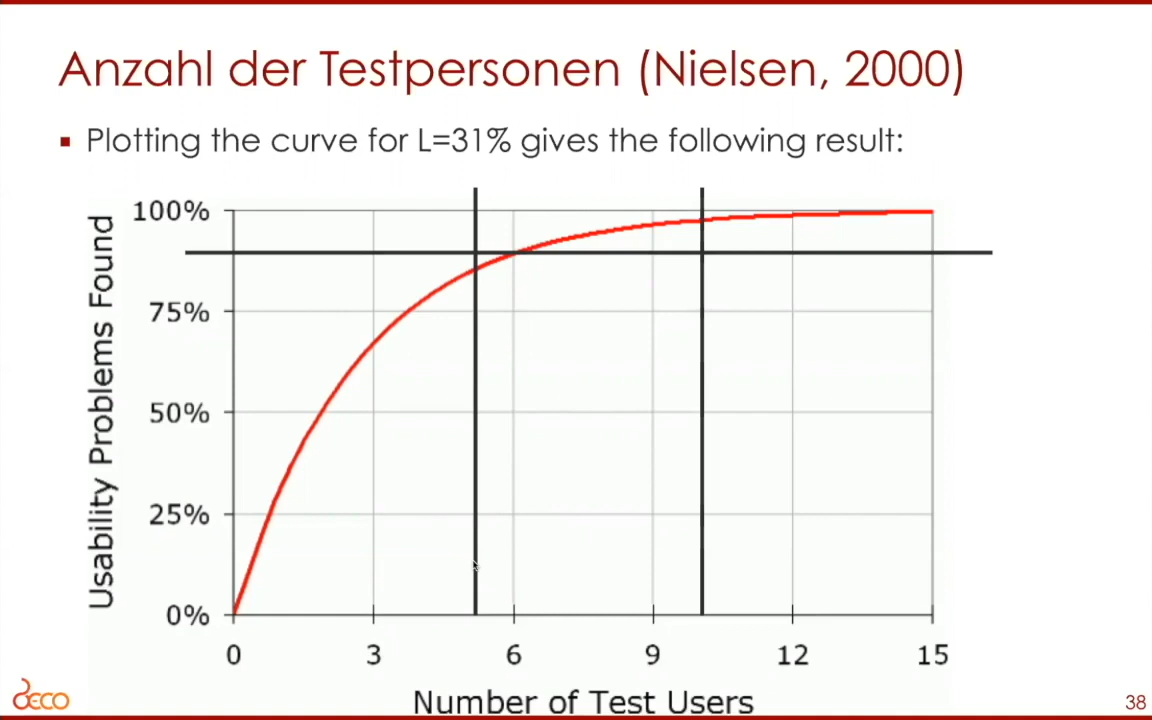 Anzahl der Testpersonen (Nielsen, 2000)
Plotting the curve for L=31% gives the following result:
Usability Problems Found
100%
75%
50%
25%
0%
0 3 6 9 12 15
Number of Test Users
DECO
38